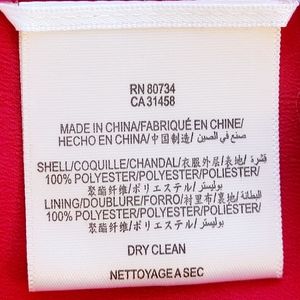 RN 80734
CA 31458
MADE IN CHINA/FABRIQUÉ EN CHINE/
HECHO EN CHINA/中国制造/ صنع في الصين/
SHELL/COQUILLE/CHANDAL/衣服外层/表地/ قشرة/
100% POLYESTER/POLYESTER/POLIÉSTER/
聚酯纤维/ポリエステル/ بوليستر/
LINING/DOUBLURE/FORRO/衬里布/裏地/ البطانة/
100% POLYESTER/POLYESTER/POLIÉSTER/
聚酯纤维/ポリエステル/ بوليستر
DRY CLEAN
NETTOYAGE A SEC